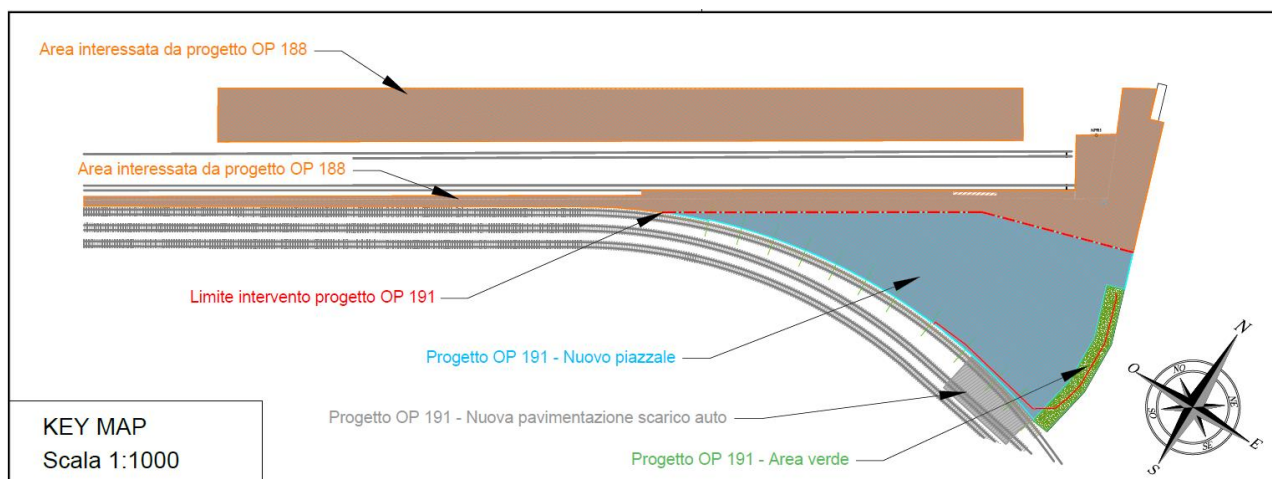 Area interessata da progetto OP 188
Area interessata da progetto OP 188
Limite intervento progetto OP 191
Progetto OP 191 - Nuovo piazzale
Progetto OP 191 - Nuova pavimentazione scarico auto
Progetto OP 191 - Area verde
KEY MAP
Scala 1:1000
N
O
NO
NE
SO
SE
E
S